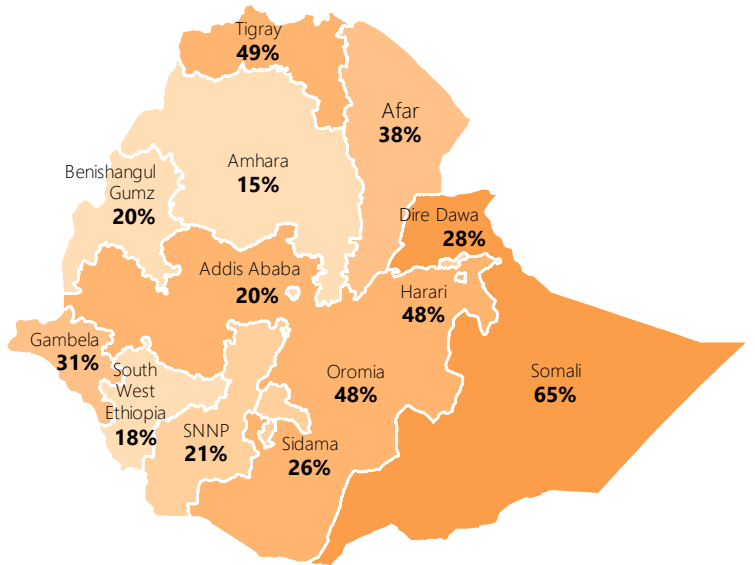 Tigray
49%
Afar
38%
Amhara
15%
Benishangul
Gumz
20%
Dire Dawa
28%
Addis Ababa
20%
Harari
48%
Gambela
31%
South
West
Ethiopia
18%
Oromia
48%
Somali
65%
SNNP
21%
Sidama
26%